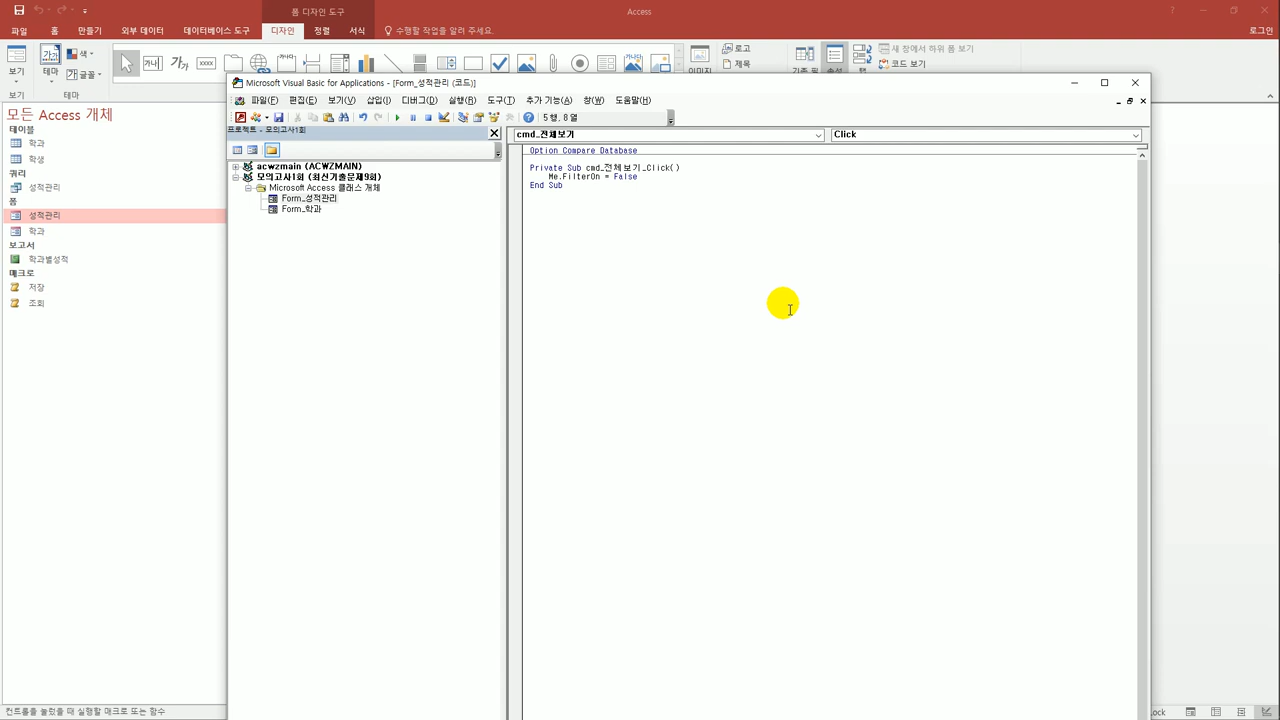 폼 디자인 도구
Access
파일
홈
만들기
외부 데이터
데이터베이스 도구
디자인
정렬
서식
수행할 작업을 알려 주세요.
로그인
보기
테마
색
글꼴
가나
가가
xxxx
가나다
이미지
로고
제목
새 창에서 하위 폼 보기
코드 보기
보기
테마
Microsoft Visual Basic for Applications - [Form_성적관리 (코드)]
파일(F)
편집(E)
보기(V)
삽입(I)
디버그(D)
실행(R)
도구(T)
추가 기능(A)
창(W)
도움말(H)
5 행, 8 열
모든 Access 개체
테이블
학과
학생
쿼리
성적관리
폼
성적관리
학과
보고서
학과별성적
매크로
저장
조회
프로젝트 - 모의고사1회
acwzmain (ACWZMAIN)
모의고사1회 (최신기출문제9회)
Microsoft Access 클래스 개체
Form_성적관리
Form_학과
cmd_전체보기
Click
Option Compare Database
Private Sub cmd_전체보기_Click()
Me.FilterOn = False
End Sub
컨트롤을 눌렀을 때 실행할 매크로 또는 함수